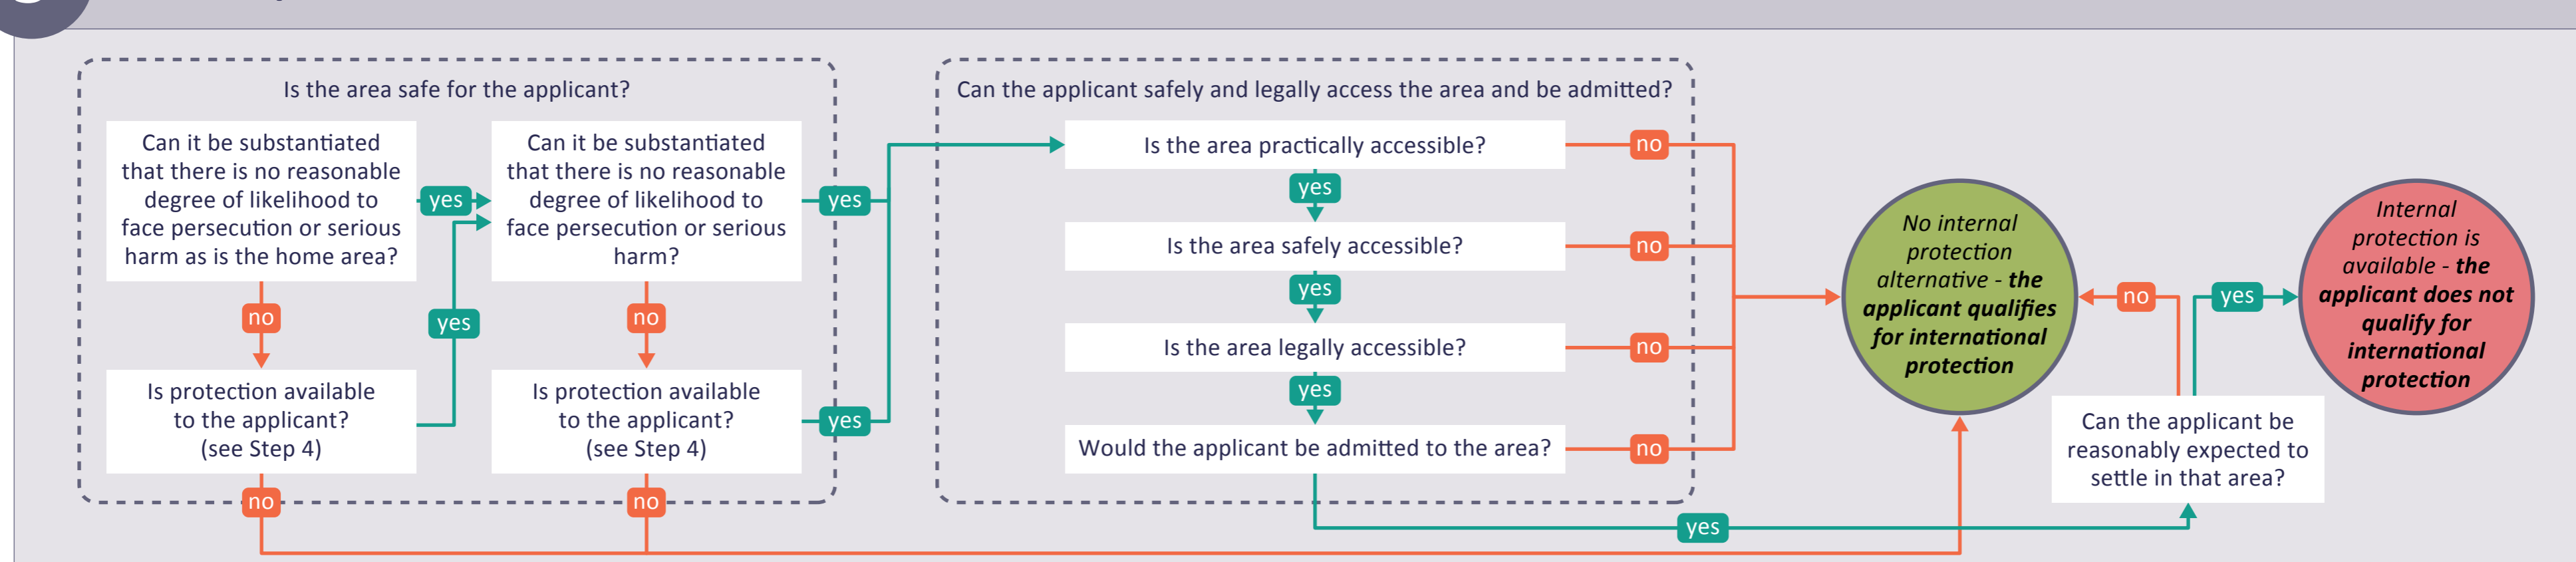 Is the area safe for the applicant?
Can it be substantiated
that there is no reasonable
degree of likelihood to
face persecution or serious
harm as is the home area?
yes
Can it be substantiated
that there is no reasonable
degree of likelihood to
face persecution or serious
harm?
yes
no
yes
no
Is protection available
to the applicant?
(see Step 4)
Is protection available
to the applicant?
(see Step 4)
yes
no
no
Can the applicant safely and legally access the area and be admitted?
Is the area practically accessible?
no
yes
Is the area safely accessible?
no
yes
Is the area legally accessible?
no
yes
Would the applicant be admitted to the area?
no
yes
No internal
protection
alternative - the
applicant qualifies
for international
protection
no
yes
Can the applicant be
reasonably expected to
settle in that area?
Internal
protection is
available - the
applicant does not
qualify for
international
protection